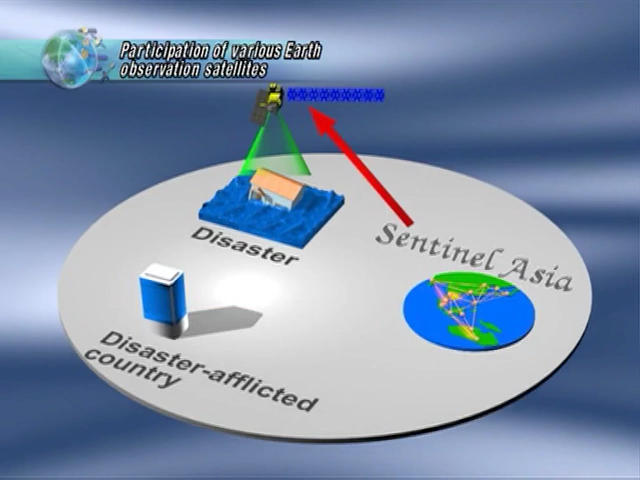 Participation of various Earth
observation satellites
Disaster
Sentinel Asia
Disaster-afflicted
country